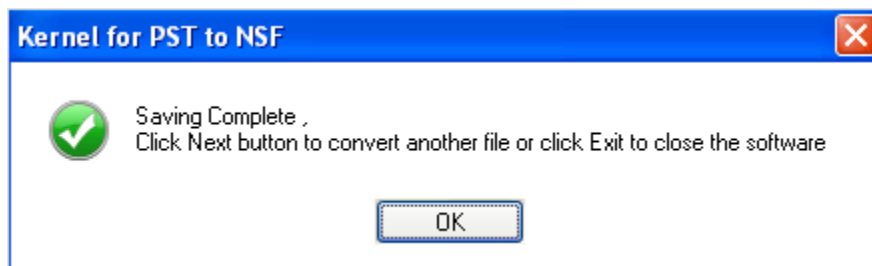 Kernel for PST to NSF
Saving Complete ,
Click Next button to convert another file or click Exit to close the software
OK